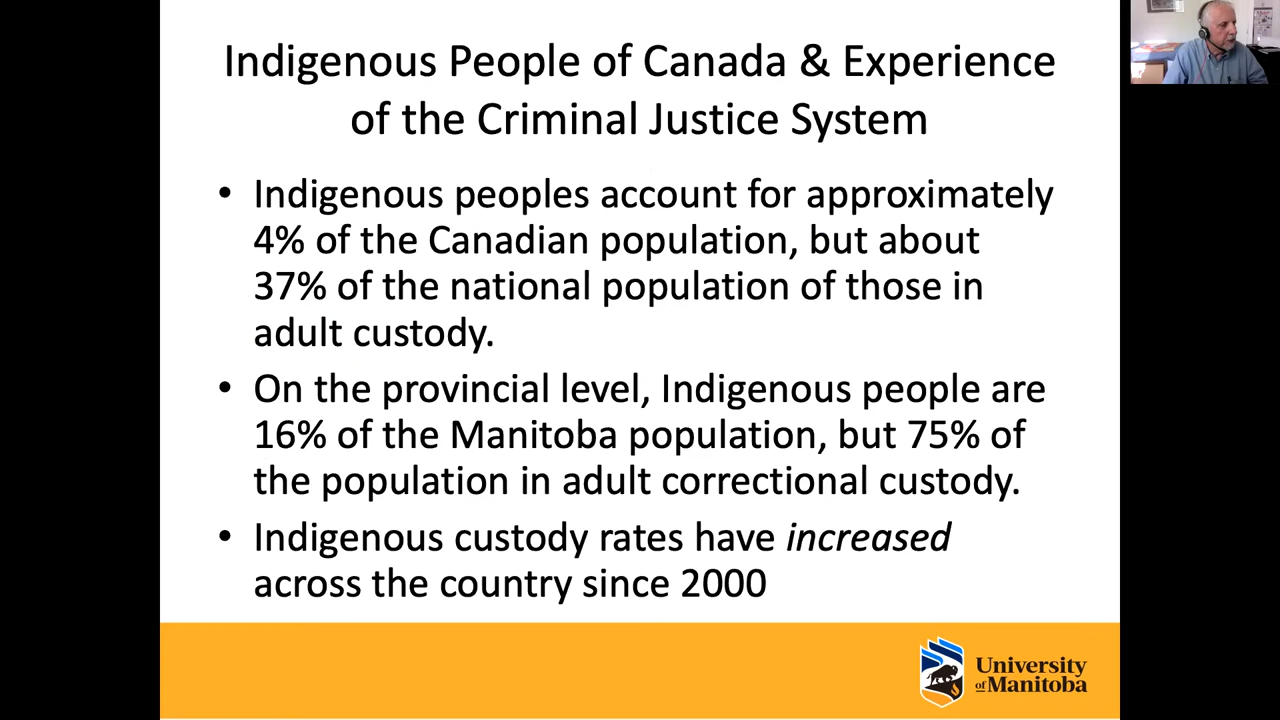 Indigenous People of Canada & Experience
of the Criminal Justice System
• Indigenous peoples account for approximately
4% of the Canadian population, but about
37% of the national population of those in
adult custody.
• On the provincial level, Indigenous people are
16% of the Manitoba population, but 75% of
the population in adult correctional custody.
• Indigenous custody rates have increased
across the country since 2000
University
of Manitoba